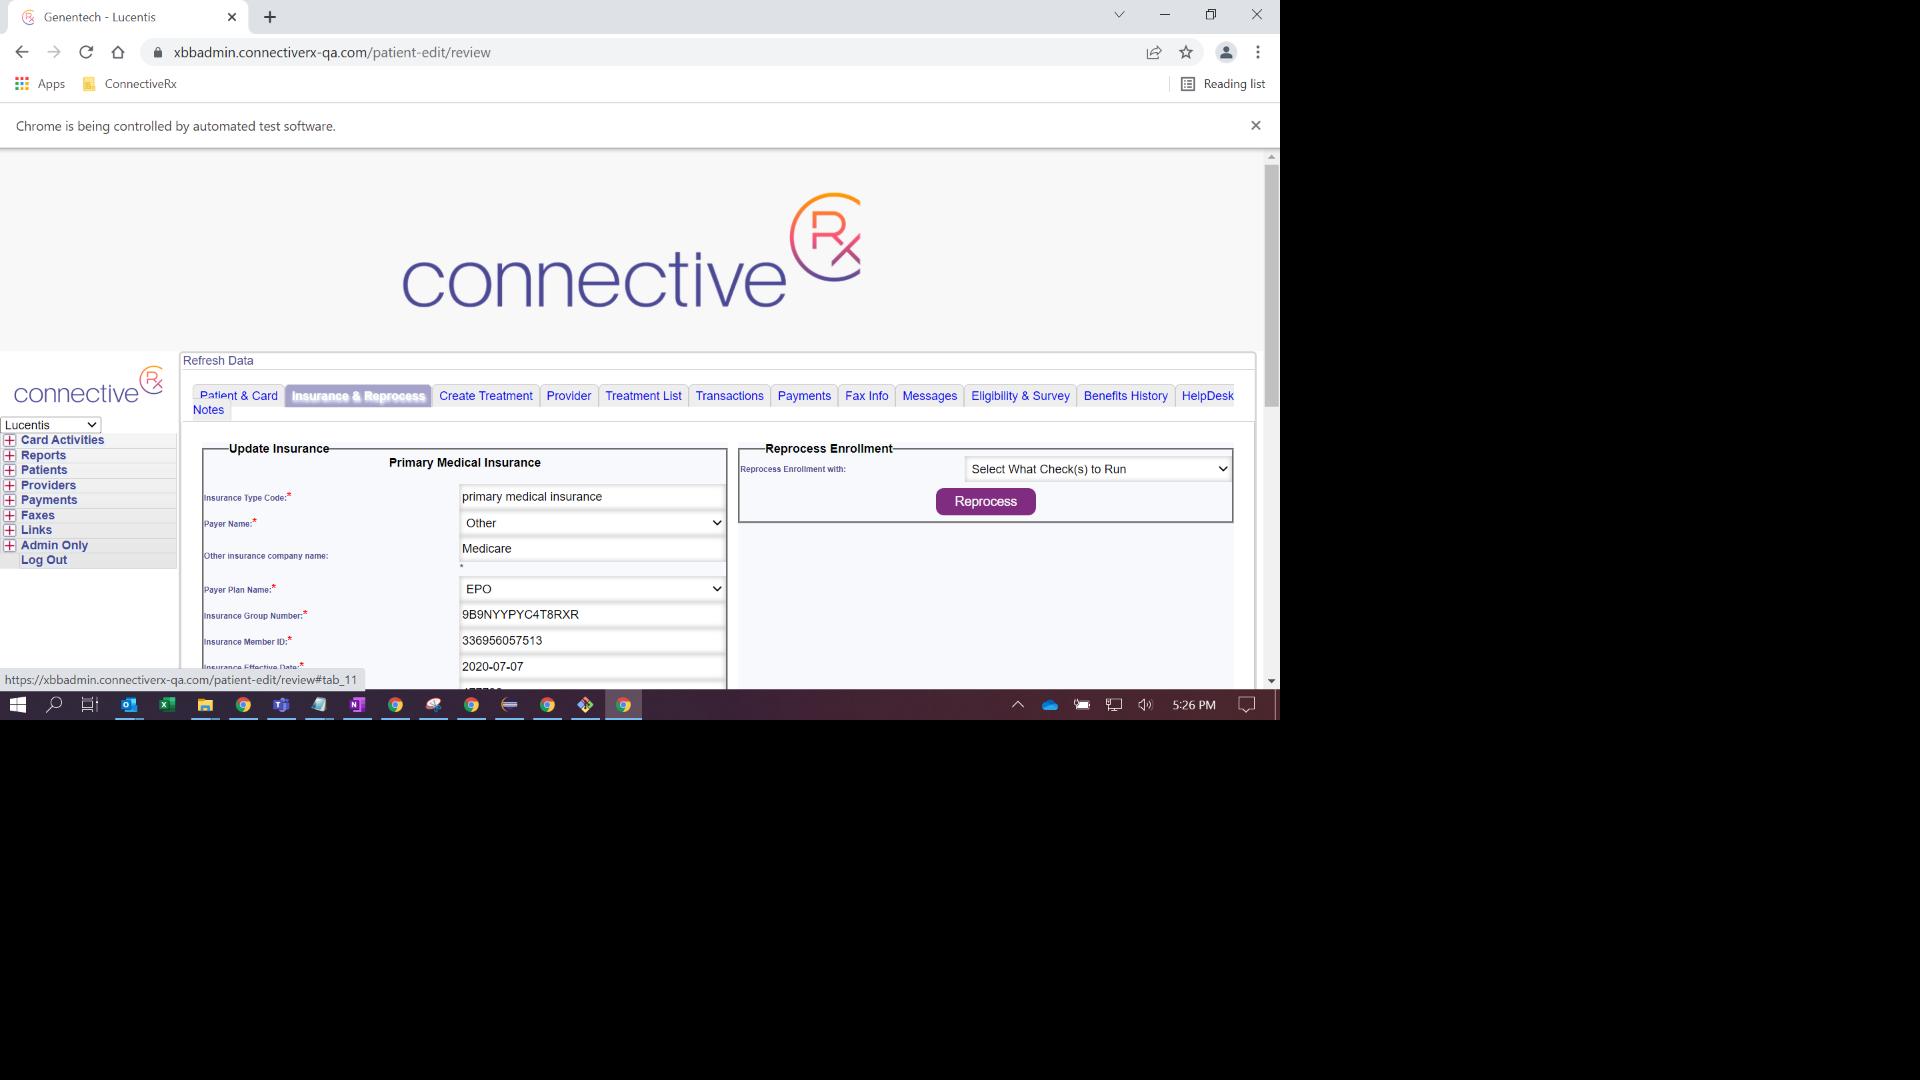 Genentech - Lucentis
xbbadmin.connectiverx-qa.com/patient-edit/review
Apps
ConnectiveRx
Reading list
Chrome is being controlled by automated test software.
connective Rx
Refresh Data
connective Rx
Patient & Card
Insurance & Reprocess
Create Treatment
Provider
Treatment List
Transactions
Payments
Fax Info
Messages
Eligibility & Survey
Benefits History
HelpDesk
Notes
Lucentis
Card Activities
Reports
Patients
Providers
Payments
Faxes
Links
Admin Only
Log Out
Update Insurance
Primary Medical Insurance
Insurance Type Code:* primary medical insurance
Payer Name:* Other
Other insurance company name: Medicare
*
Payer Plan Name:* EPO
Insurance Group Number:* 9B9NYYPYC4T8RXR
Insurance Member ID:* 336956057513
Insurance Effective Date:* 2020-07-07
Reprocess Enrollment
Reprocess Enrollment with: Select What Check(s) to Run
Reprocess
https://xbbadmin.connectiverx-qa.com/patient-edit/review#tab_11
5:26 PM